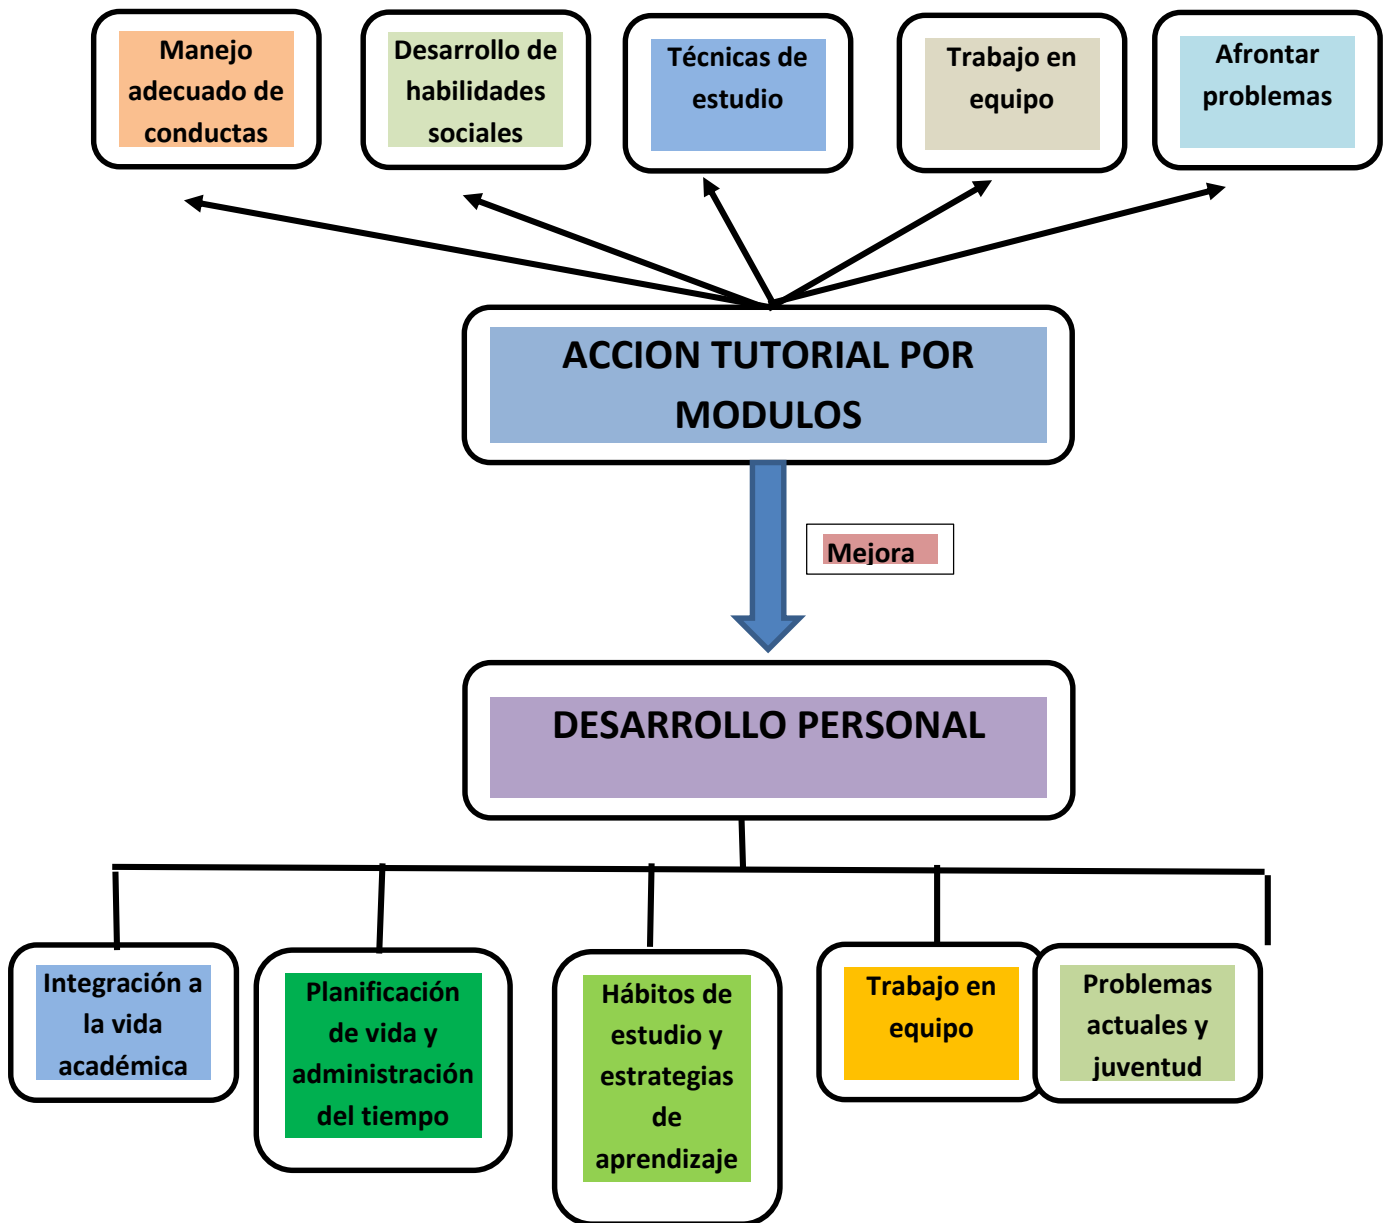 Manejo
adecuado de
conductas
Desarrollo de
habilidades
sociales
Técnicas de
estudio
Trabajo en
equipo
Afrontar
problemas
ACCION TUTORIAL POR
MODULOS
Mejora
DESARROLLO PERSONAL
Integración a
la vida
académica
Planificación
de vida y
administración
del tiempo
Hábitos de
estudio y
estrategias
de
aprendizaje
Trabajo en
equipo
Problemas
actuales y
juventud